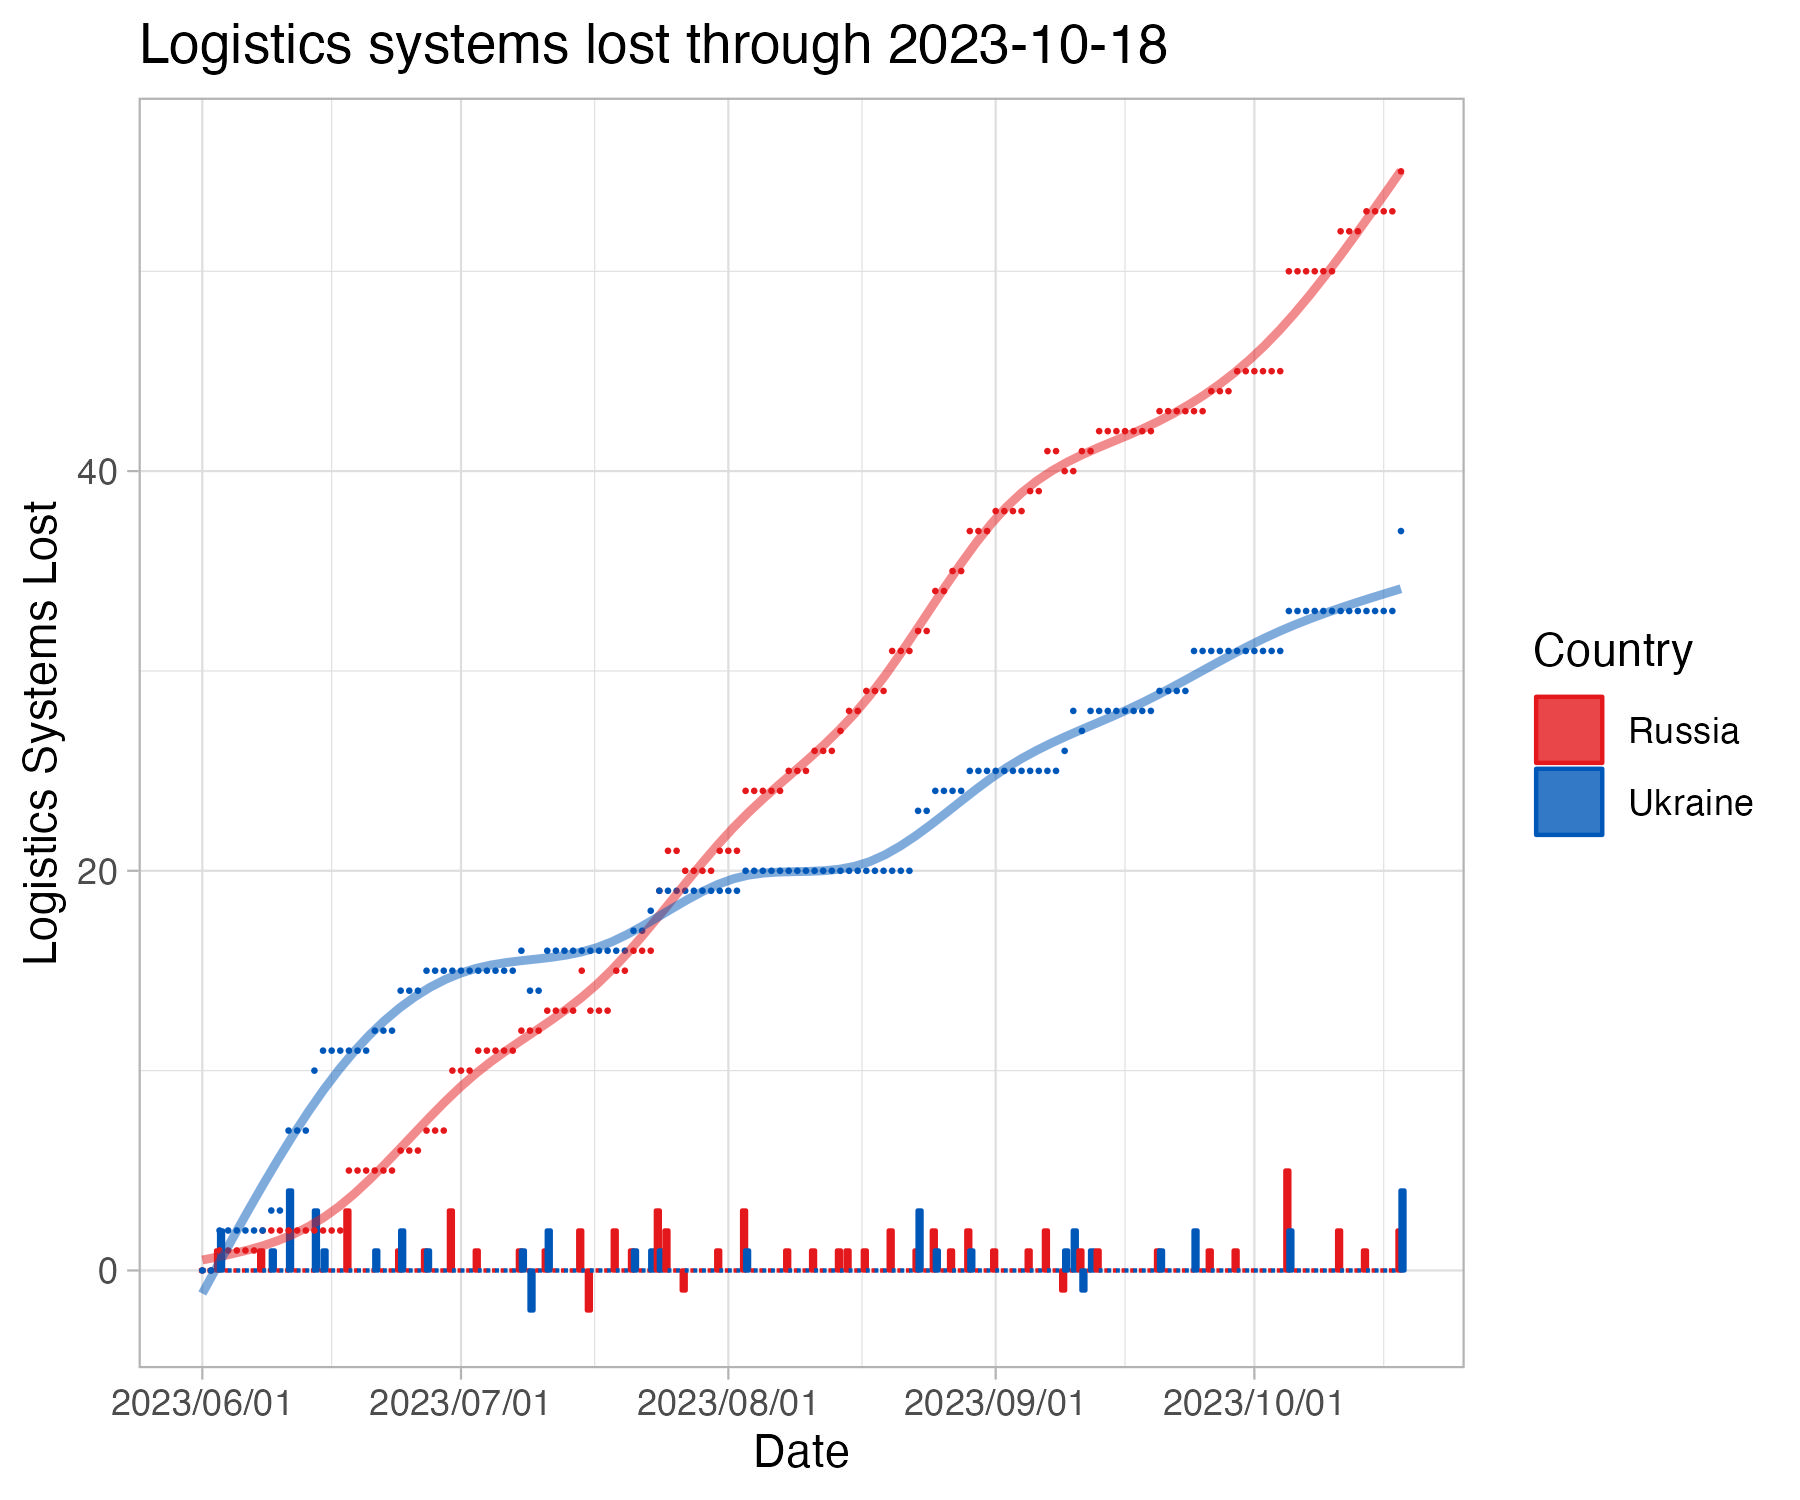 Logistics systems lost through 2023-10-18
Logistics Systems Lost
40
20
0
2023/06/01
2023/07/01
2023/08/01
2023/09/01
2023/10/01
Date
Country
Russia
Ukraine